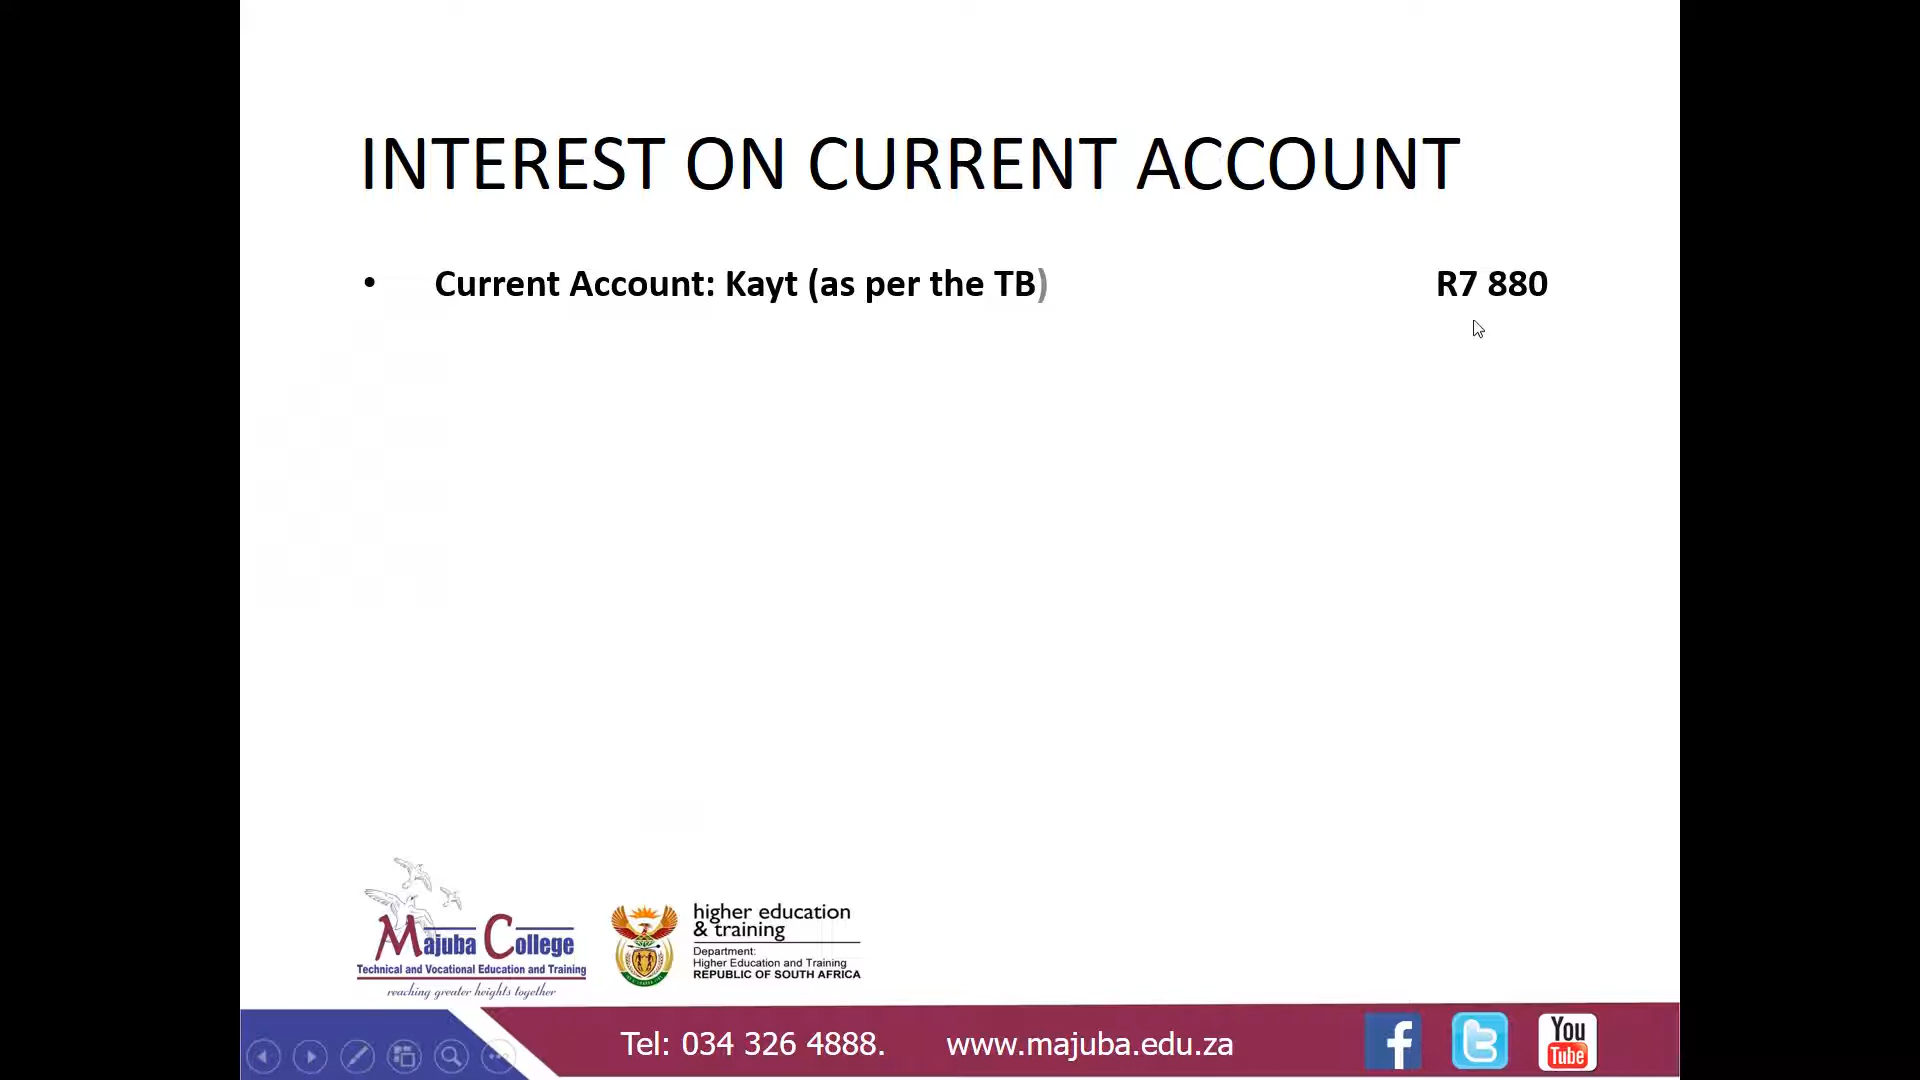 INTEREST ON CURRENT ACCOUNT
• Current Account: Kayt (as per the TB) R7 880
Majuba College
Technical and Vocational Education and Training
reaching greater heights together
higher education
& training
Department:
Higher Education and Training
REPUBLIC OF SOUTH AFRICA
Tel: 034 326 4888. www.majuba.edu.za
You
Tube